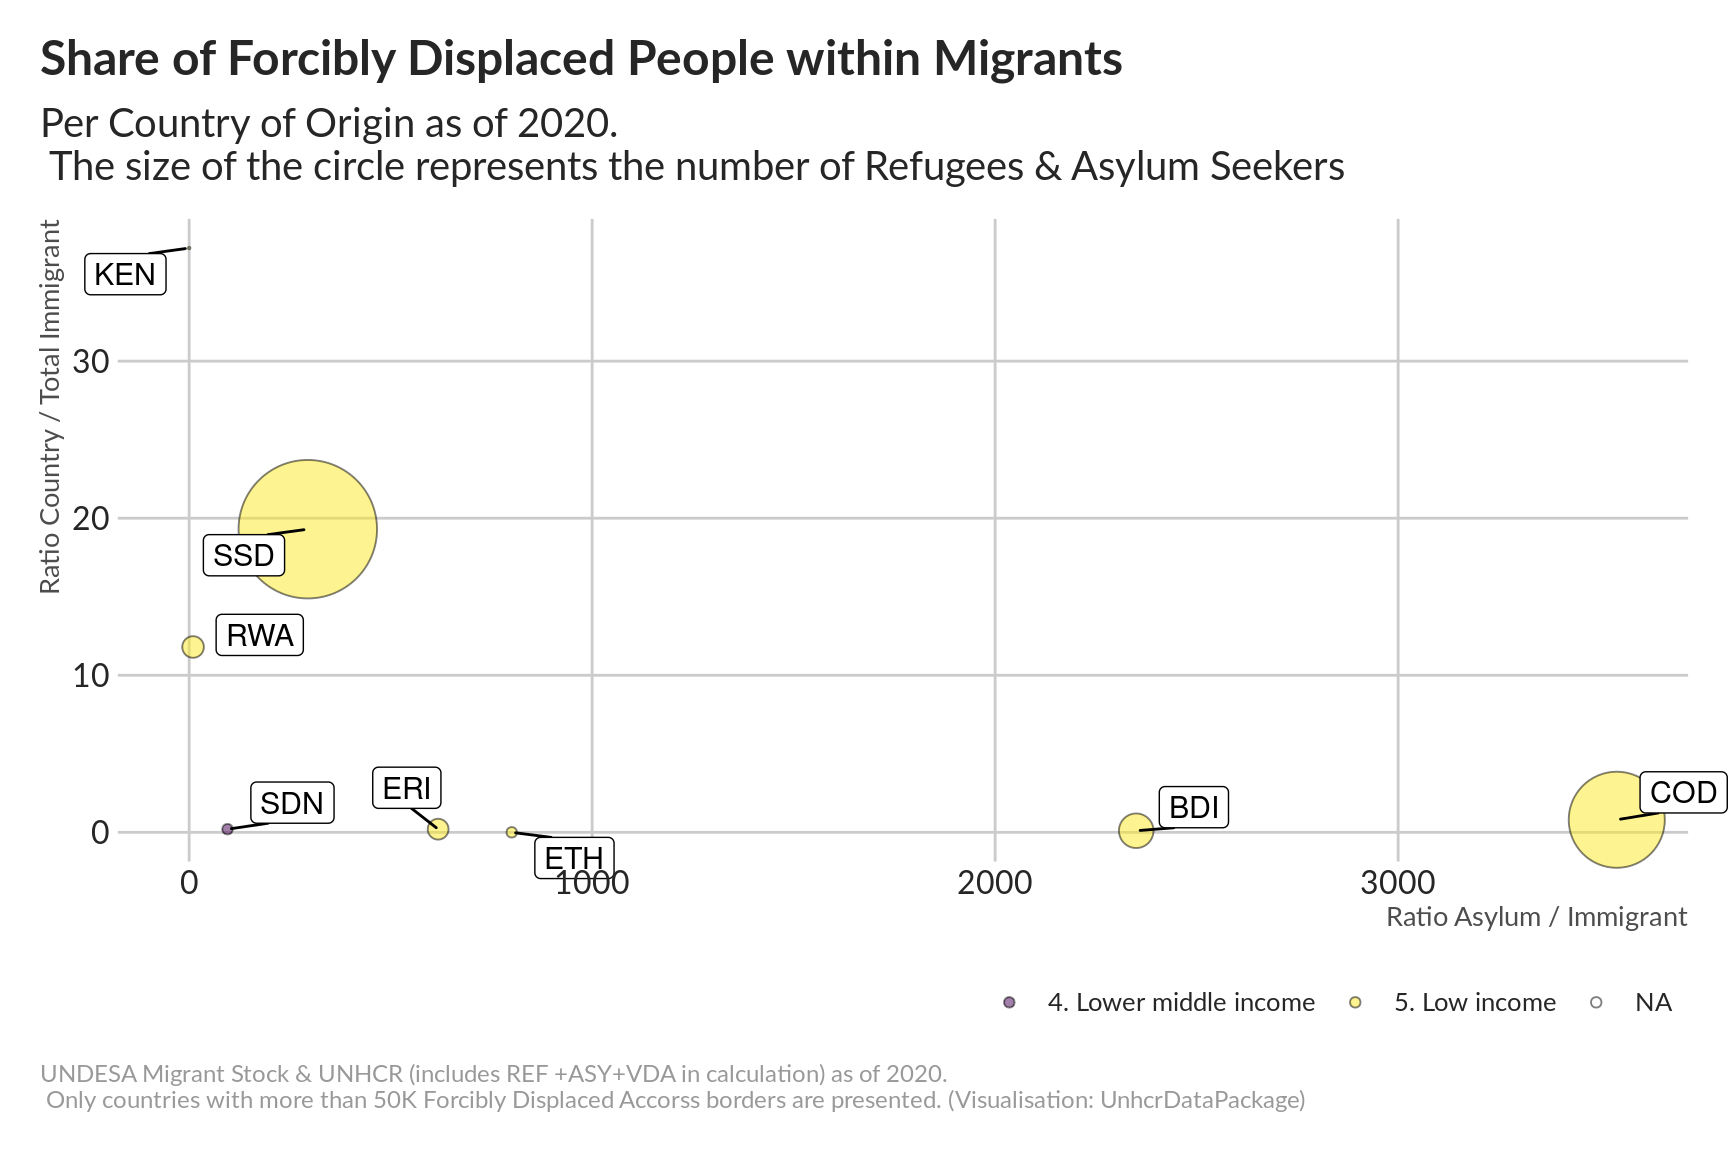 Share of Forcibly Displaced People within Migrants
Per Country of Origin as of 2020.
The size of the circle represents the number of Refugees & Asylum Seekers
Ratio Country / Total Immigrant
KEN
30
SSD
20
RWA
10
SDN
ERI
ETH
BDI
COD
0
0
1000
2000
3000
Ratio Asylum / Immigrant
4. Lower middle income
5. Low income
NA
UNDESA Migrant Stock & UNHCR (includes REF +ASY+VDA in calculation) as of 2020.
Only countries with more than 50K Forcibly Displaced Accorss borders are presented. (Visualisation: UnhcrDataPackage)